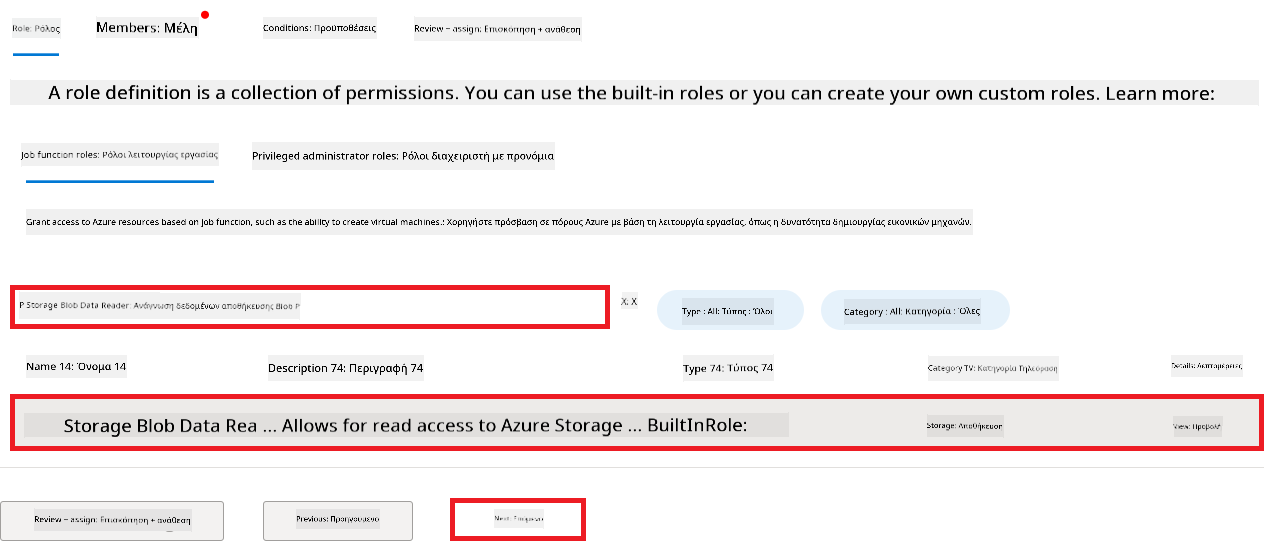 Role: Ρόλος
Members: Μέλη
Conditions: Προϋποθέσεις
Review − assign: Επισκόπηση + ανάθεση
A role definition is a collection of permissions. You can use the built-in roles or you can create your own custom roles. Learn more:
Job function roles: Ρόλοι λειτουργίας εργασίας
Privileged administrator roles: Ρόλοι διαχειριστή με προνόμια
Grant access to Azure resources based on job function, such as the ability to create virtual machines.: Χορηγήστε πρόσβαση σε πόρους Azure με βάση τη λειτουργία εργασίας, όπως η δυνατότητα δημιουργίας εικονικών μηχανών.
P Storage Blob Data Reader: Ανάγνωση δεδομένων αποθήκευσης Blob P
X: X
Type : All: Τύπος : Όλοι
Category : All: Κατηγορία : Όλες
Name 14: Όνομα 14
Description 74: Περιγραφή 74
Type 74: Τύπος 74
Category TV: Κατηγορία Τηλεόραση
Details: Λεπτομέρειες
Storage Blob Data Rea ... Allows for read access to Azure Storage ... BuiltInRole:
Storage: Αποθήκευση
View: Προβολή
Review − assign: Επισκόπηση + ανάθεση
Previous: Προηγούμενο
Next: Επόμενο